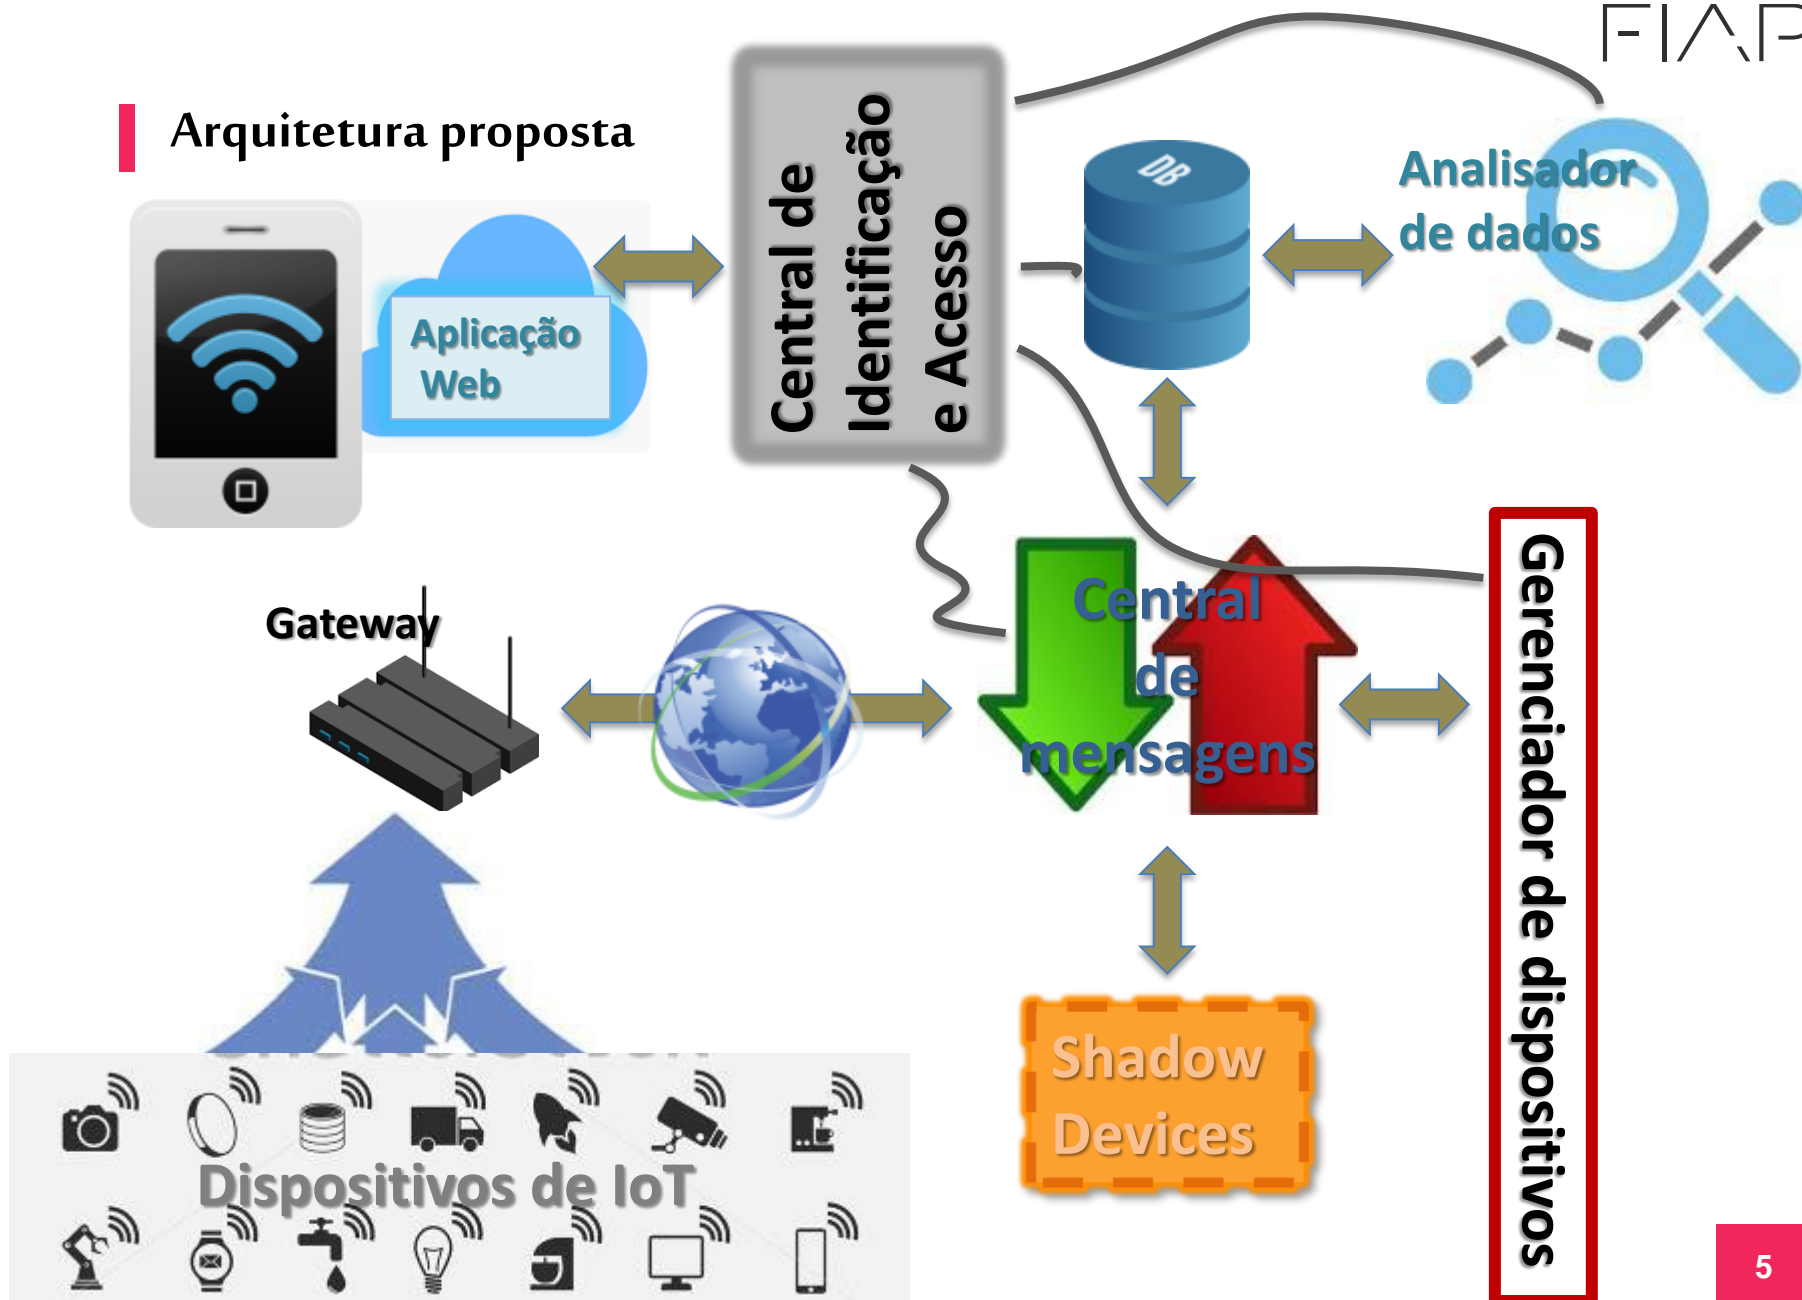 FIAP
Arquitetura proposta
Central de
Identificação
e Acesso
DB
Analisador
de dados
Aplicação
Web
Gateway
Central
de
mensagens
Gerenciador de dispositivos
Shadow
Devices
Dispositivos de IoT
5